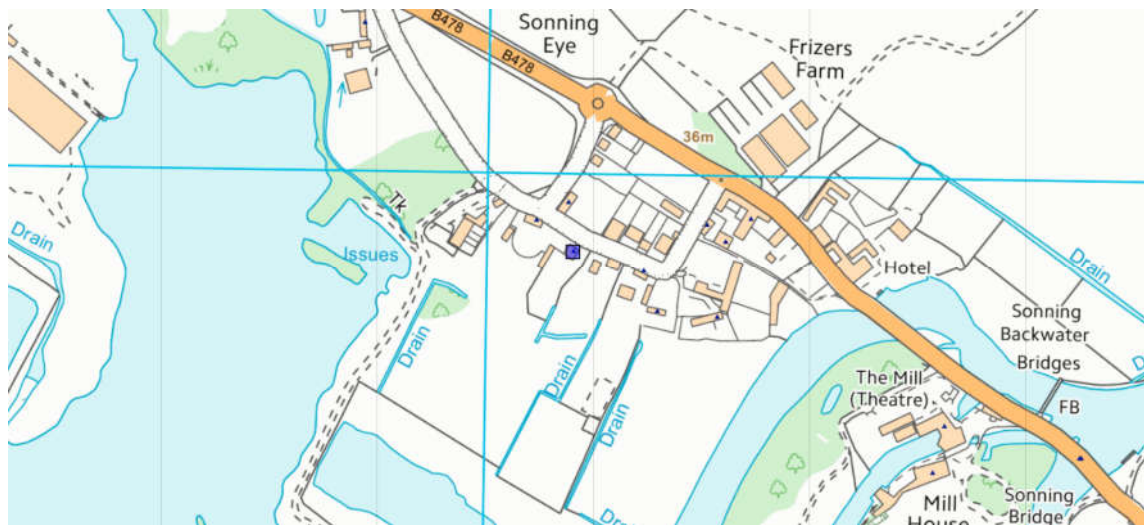 B478
Sonning
Eye
B478
Frizers
Farm
36m
Tk
Drain
Issues
Drain
Hotel
Drain
Sonning
Backwater
Bridges
Drain
Drain
The Mill
(Theatre)
FB
Mill
House
Sonning
Bridge
Drain